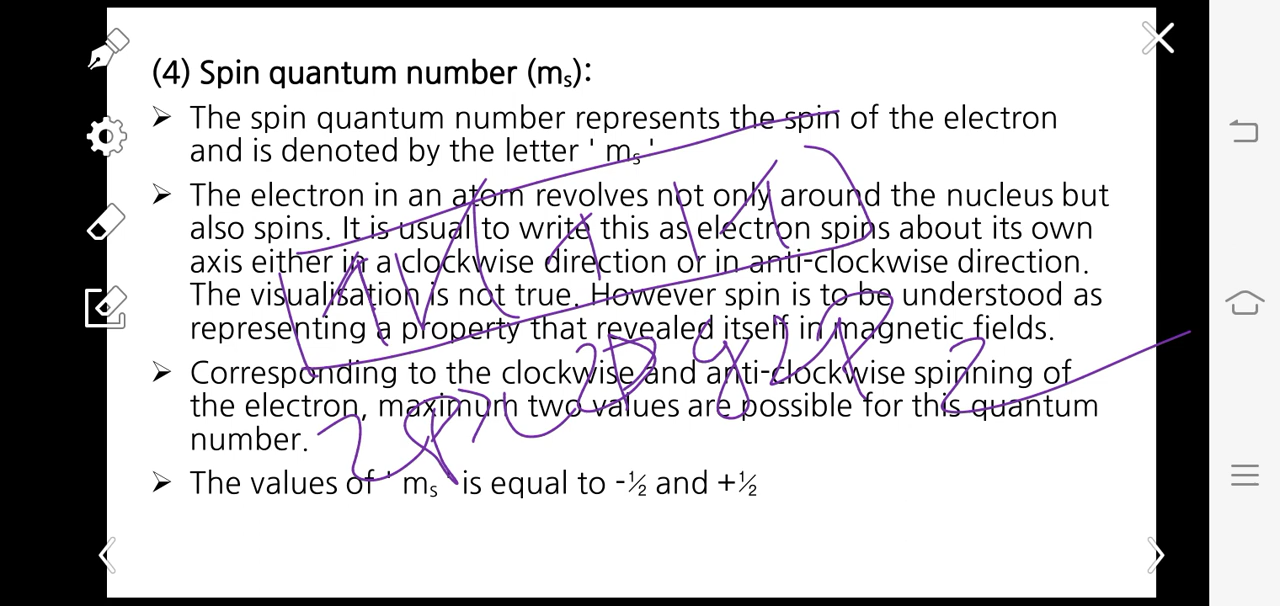 (4) Spin quantum number (mₛ):
➢ The spin quantum number represents the spin of the electron
and is denoted by the letter ' mₛ '
➢ The electron in an atom revolves not only around the nucleus but
also spins. It is usual to write this as electron spins about its own
axis either in a clockwise direction or in anti-clockwise direction.
The visualisation is not true. However spin is to be understood as
representing a property that revealed itself in magnetic fields.
➢ Corresponding to the clockwise and anti-clockwise spinning of
the electron, maximum two values are possible for this quantum
number.
➢ The values of ' mₛ ' is equal to -½ and +½